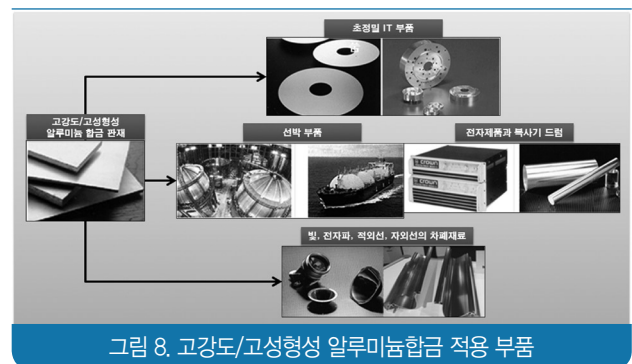 초정밀 IT 부품
고강도/고성형성
알루미늄 합금 판재
선박 부품
전자제품과 복사기 드럼
crown
빛, 전자파, 적외선, 자외선의 차폐재료
그림 8. 고강도/고성형성 알루미늄합금 적용 부품